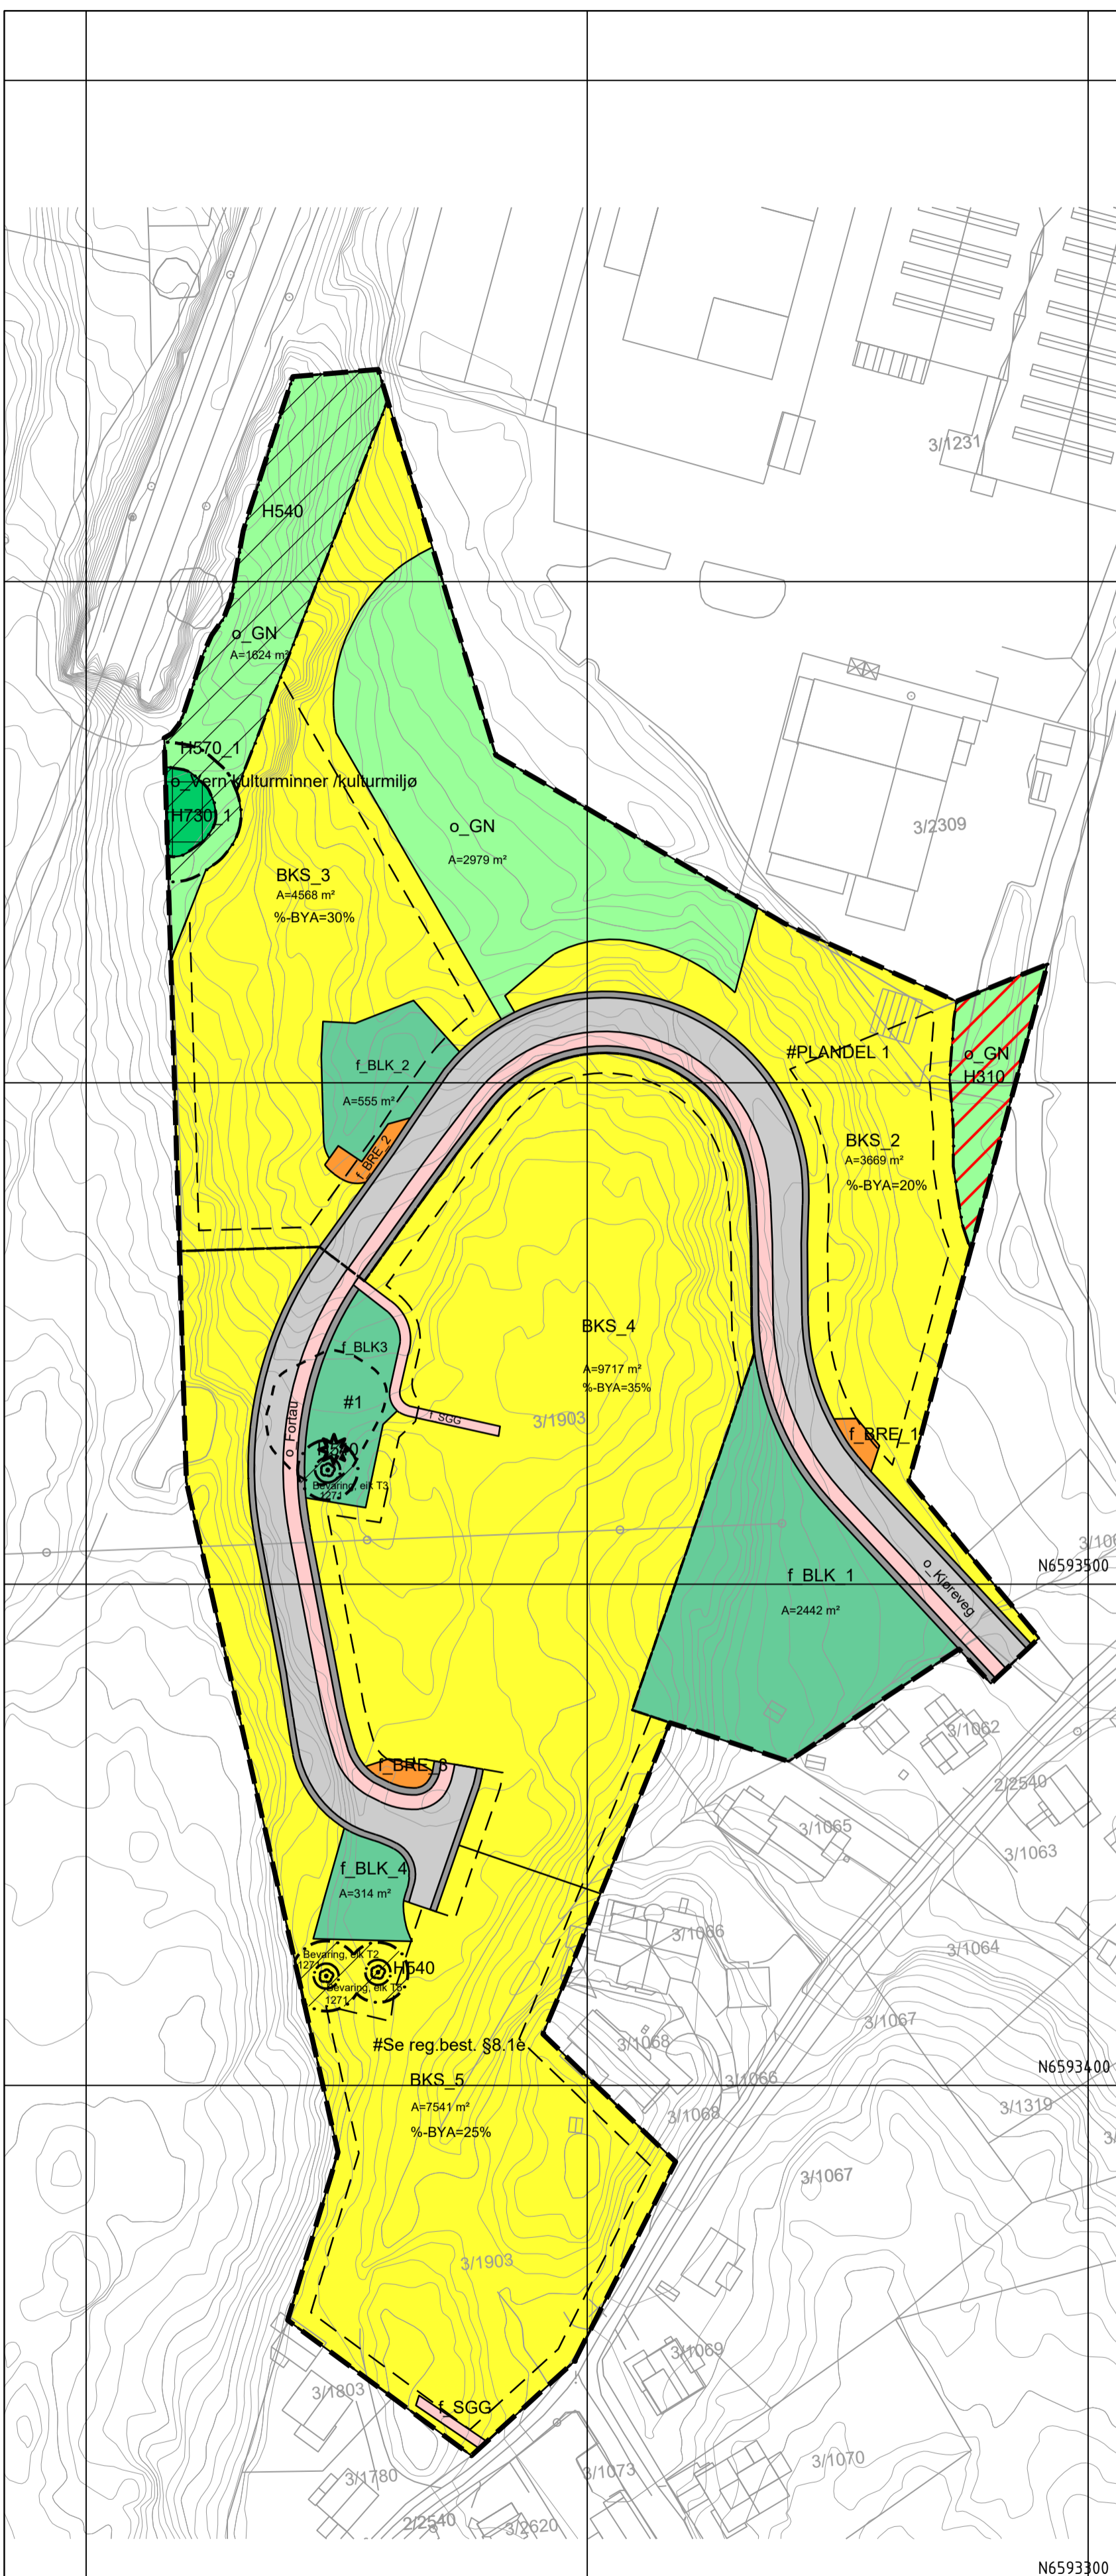 3/1231
H540
o_GN
A=1624 m²
H570_1
o_Vern kulturminner /kulturmiljø
H730_1
o_GN
A=2979 m²
3/2309
BKS_3
A=4568 m²
%-BYA=30%
#PLANDEL 1
o_GN
H310
f_BLK_2
A=555 m²
f_BRE_2
BKS_2
A=3669 m²
%-BYA=20%
BKS_4
A=9717 m²
%-BYA=35%
f_BLK3
#1
f_SGG
3/1903
o_Fortau
Bevaring, eik T3
1271
f_BRE_1
N6593500
f_BLK_1
A=2442 m²
o_Kjøreveg
3/1062
2/2540
f_BRE_3
3/1065
3/1063
f_BLK_4
A=314 m²
3/1066
3/1064
Bevaring, eik T2
1271
H540
Bevaring, eik T5
1271
3/1067
#Se reg.best. §8.1e
3/1068
N6593400
BKS_5
3/1066
A=7541 m²
3/1068
3/1319
%-BYA=25%
3/1067
3/1903
3/1069
3/1803
f_SGG
3/1070
3/1780
3/1073
2/2540
3/2620
N6593300